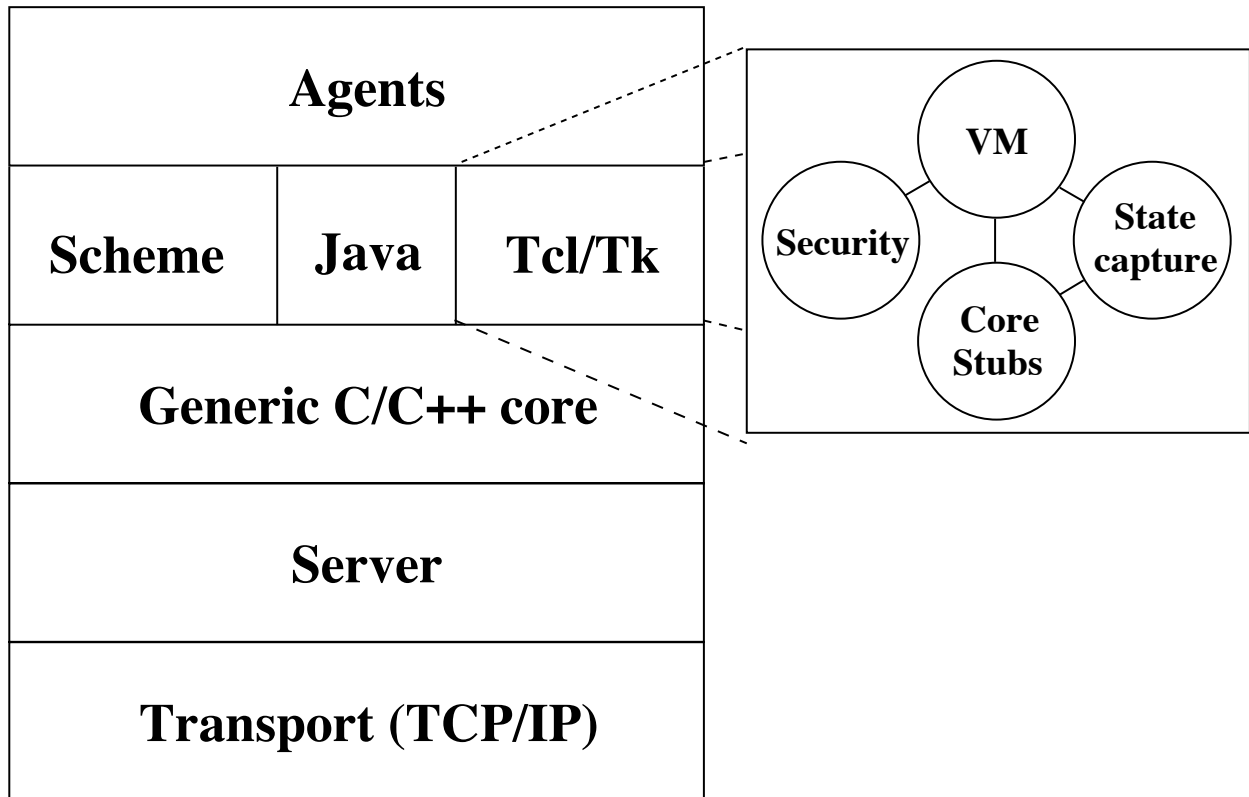 Agents
Scheme
Java
Tcl/Tk
Generic C/C++ core
Server
Transport (TCP/IP)
VM
Security
State
capture
Core
Stubs